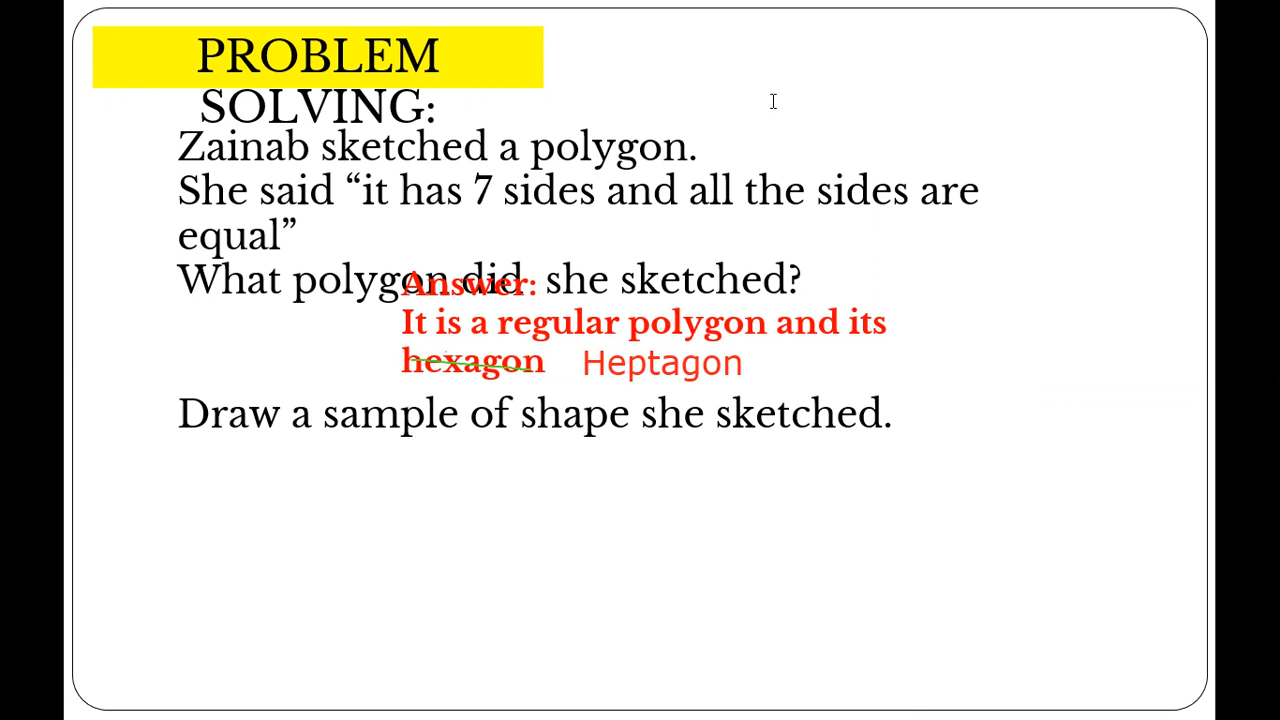 PROBLEM
SOLVING:
Zainab sketched a polygon.
She said “it has 7 sides and all the sides are
equal”
What polygon did she sketched?
Answer:
It is a regular polygon and its
hexagon Heptagon
Draw a sample of shape she sketched.